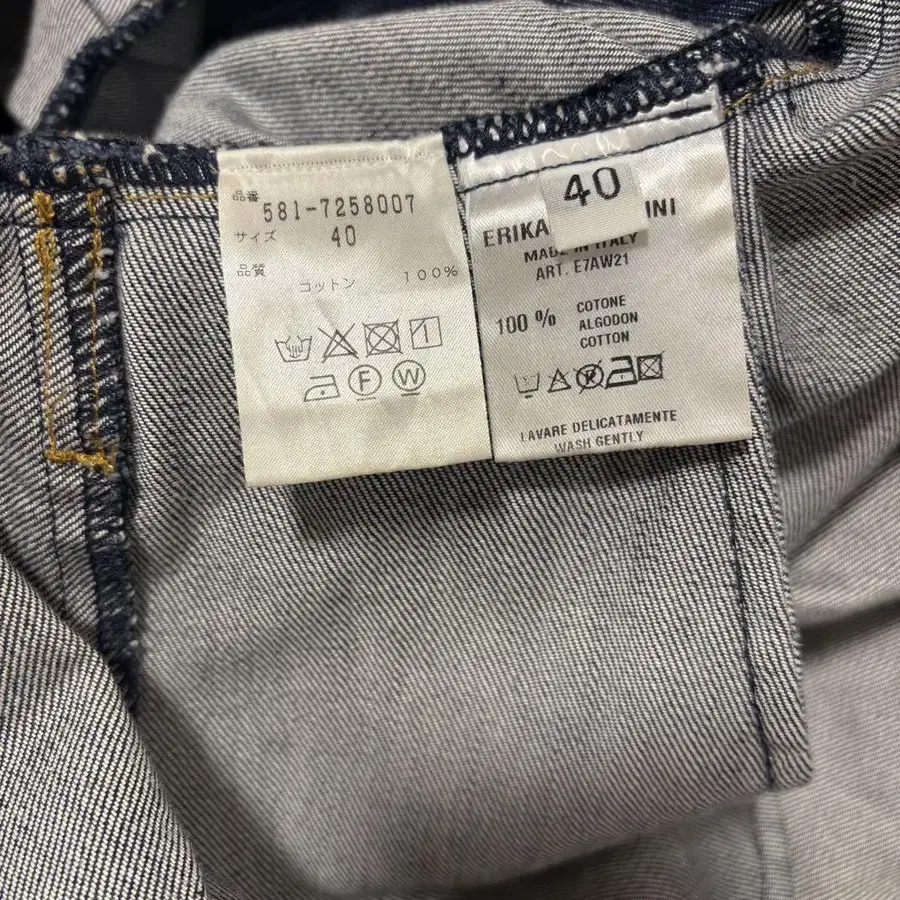 品番 581-7258007
サイズ 40
品質
コットン 100%
F W
40
ERIKA NI
MADE IN ITALY
ART. E7AW21
100 %
COTONE
ALGODON
COTTON
LAVARE DELICATAMENTE
WASH GENTLY